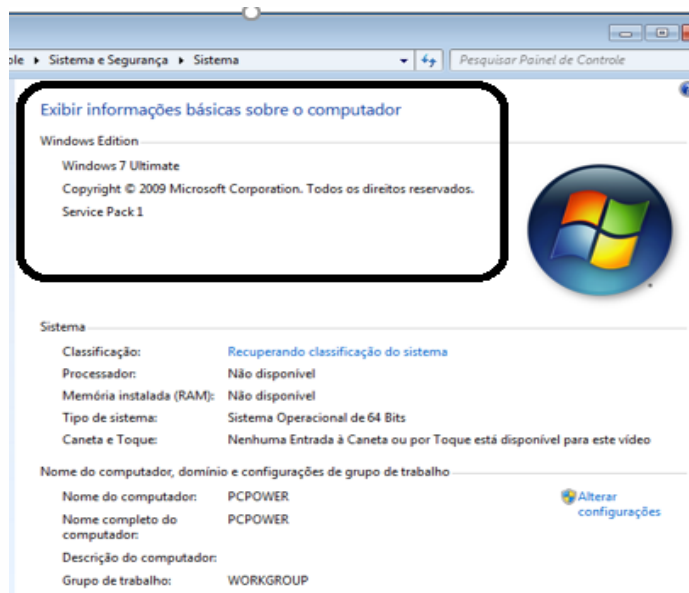 ole ▸ Sistema e Segurança ▸ Sistema
Pesquisar Painel de Controle
Exibir informações básicas sobre o computador
Windows Edition
Windows 7 Ultimate
Copyright © 2009 Microsoft Corporation. Todos os direitos reservados.
Service Pack 1
Sistema
Classificação: Recuperando classificação do sistema
Processador: Não disponível
Memória instalada (RAM): Não disponível
Tipo de sistema: Sistema Operacional de 64 Bits
Caneta e Toque: Nenhuma Entrada à Caneta ou por Toque está disponível para este vídeo
Nome do computador, domínio e configurações de grupo de trabalho
Nome do computador: PCPOWER Alterar
configurações
Nome completo do PCPOWER
computador:
Descrição do computador:
Grupo de trabalho: WORKGROUP